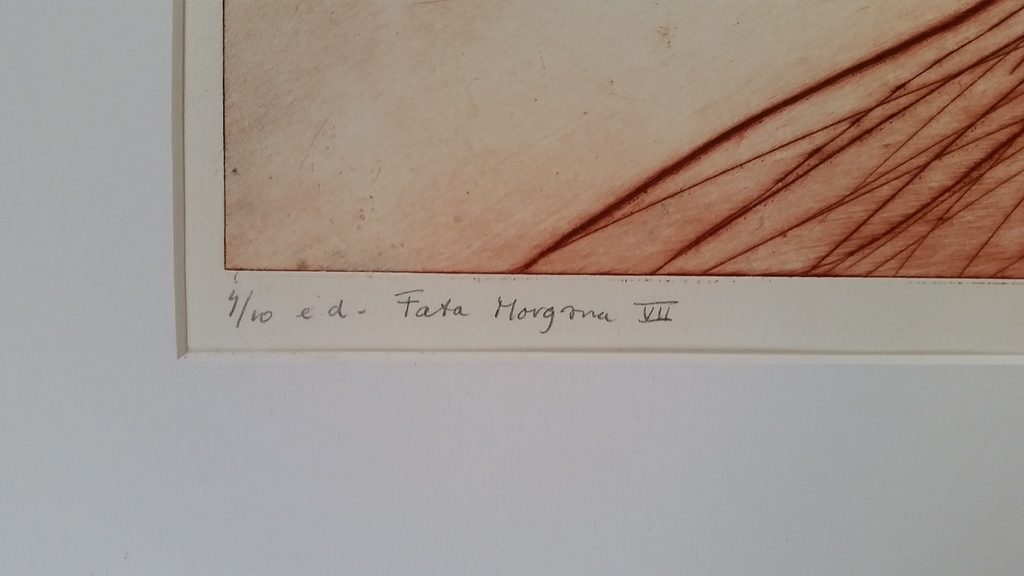 4/10 e d - Fata Morgana VII